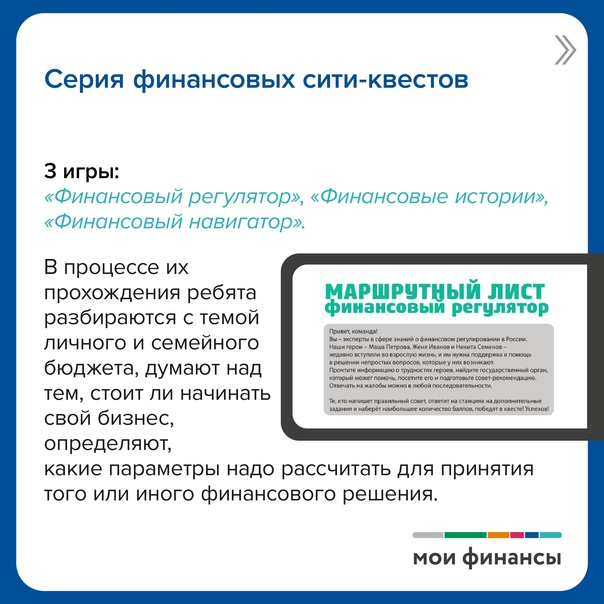 Серия финансовых сити-квестов
3 игры:
«Финансовый регулятор», «Финансовые истории»,
«Финансовый навигатор».
В процессе их
прохождения ребята
разбираются с темой
личного и семейного
бюджета, думают над
тем, стоит ли начинать
свой бизнес,
определяют,
какие параметры надо рассчитать для принятия
того или иного финансового решения.
МАРШРУТНЫЙ ЛИСТ
финансовый регулятор
Привет, команда!
Вы – эксперты в сфере знаний о финансовом регулировании в России.
Наши герои – Маша Петрова, Женя Иванов и Никита Семенов –
недавно вступили во взрослую жизнь, и им нужна поддержка и помощь
в решении непростых вопросов, которые у них возникают.
Прочтите информацию о трудностях героев, найдите государственный орган,
который может помочь, посетите его и подготовьте совет-рекомендацию.
Отвечать на жалобы можно в любой последовательности.
Те, кто напишет правильный совет, ответит на станциях на дополнительные
задания и наберёт наибольшее количество баллов, победят в квесте! Успехов!
мои финансы